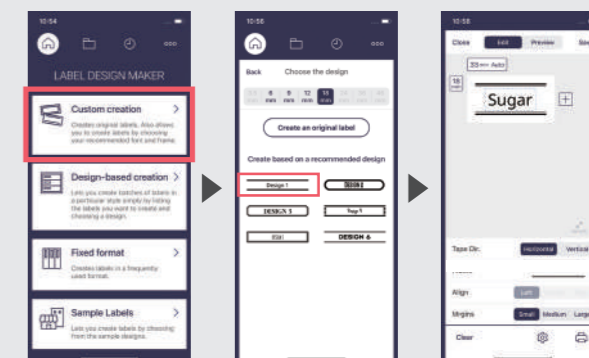 10:54
LABEL DESIGN MAKER
Custom creation
Creates original labels. Also allows
you to create labels by choosing
your recommended font and frame.
Design-based creation
Lets you create batches of labels in
a particular style simply by listing
the labels you want to create and
choosing a design.
Fixed format
Creates labels in a frequently
used format.
Sample Labels
Lets you create labels by choosing
from the sample designs.
10:56
Back Choose the design
6 mm 9 mm 12 mm 18 mm
Create an original label
Create based on a recommended design
Design 1
DESIGN 3
DESIGN 6
10:58
Close Edit Preview
33mm Auto
18
Sugar
Tape Dir. Horizontal Vertical
Align Left
Margins Small Medium Large
Clear